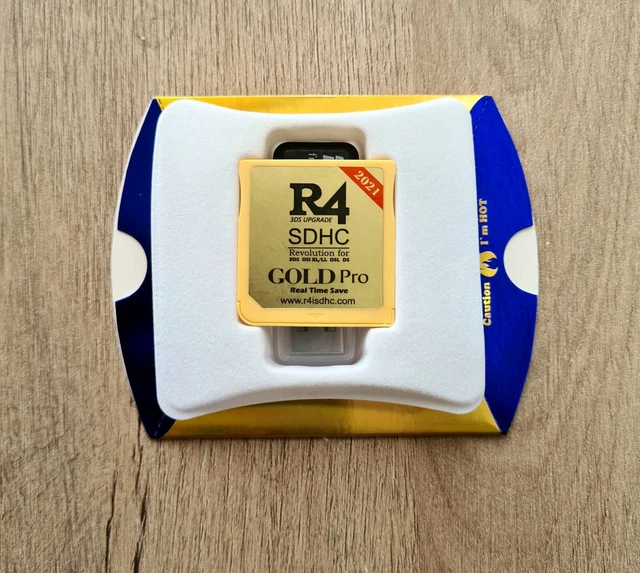 R4
2021
3DS UPGRADE
SDHC
Revolution for
3DS DSI XL/LL DSL DS
GOLD Pro
Real Time Save
www.r4isdhc.com
Caution I'm HOT